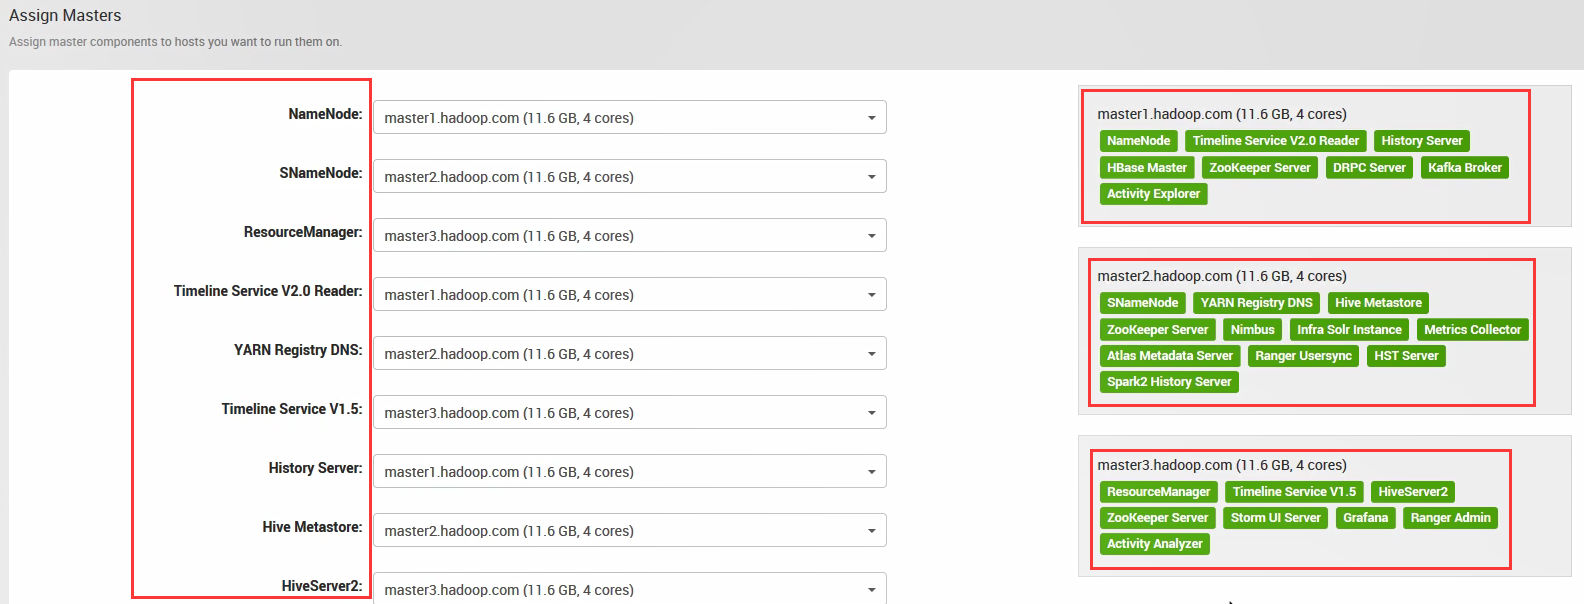 Assign Masters
Assign master components to hosts you want to run them on.
NameNode: master1.hadoop.com (11.6 GB, 4 cores)
SNameNode: master2.hadoop.com (11.6 GB, 4 cores)
ResourceManager: master3.hadoop.com (11.6 GB, 4 cores)
Timeline Service V2.0 Reader: master1.hadoop.com (11.6 GB, 4 cores)
YARN Registry DNS: master2.hadoop.com (11.6 GB, 4 cores)
Timeline Service V1.5: master3.hadoop.com (11.6 GB, 4 cores)
History Server: master1.hadoop.com (11.6 GB, 4 cores)
Hive Metastore: master2.hadoop.com (11.6 GB, 4 cores)
HiveServer2: master3.hadoop.com (11.6 GB, 4 cores)
master1.hadoop.com (11.6 GB, 4 cores)
NameNode Timeline Service V2.0 Reader History Server
HBase Master ZooKeeper Server DRPC Server Kafka Broker
Activity Explorer
master2.hadoop.com (11.6 GB, 4 cores)
SNameNode YARN Registry DNS Hive Metastore
ZooKeeper Server Nimbus Infra Solr Instance Metrics Collector
Atlas Metadata Server Ranger Usersync HST Server
Spark2 History Server
master3.hadoop.com (11.6 GB, 4 cores)
ResourceManager Timeline Service V1.5 HiveServer2
ZooKeeper Server Storm UI Server Grafana Ranger Admin
Activity Analyzer